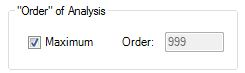 "Order" of Analysis
Maximum Order: 999